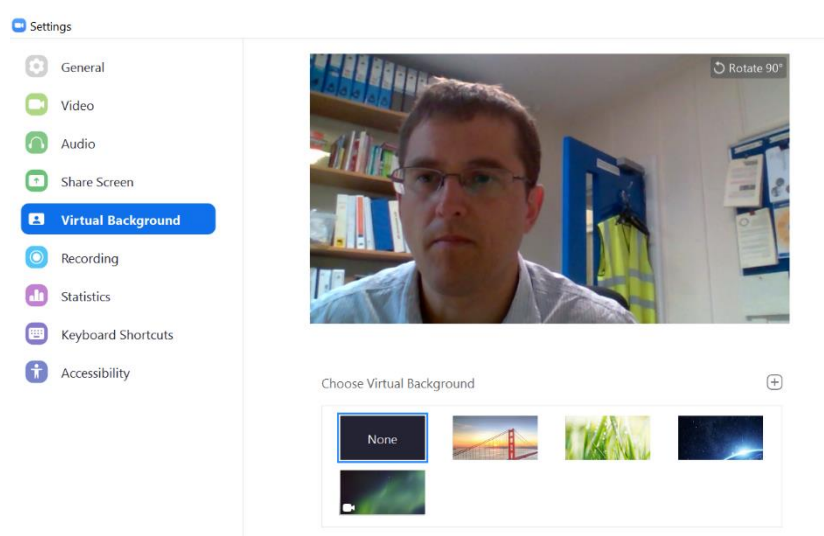 Settings
General
Video
Audio
Share Screen
Virtual Background
Recording
Statistics
Keyboard Shortcuts
Accessibility
Rotate 90°
Choose Virtual Background
None